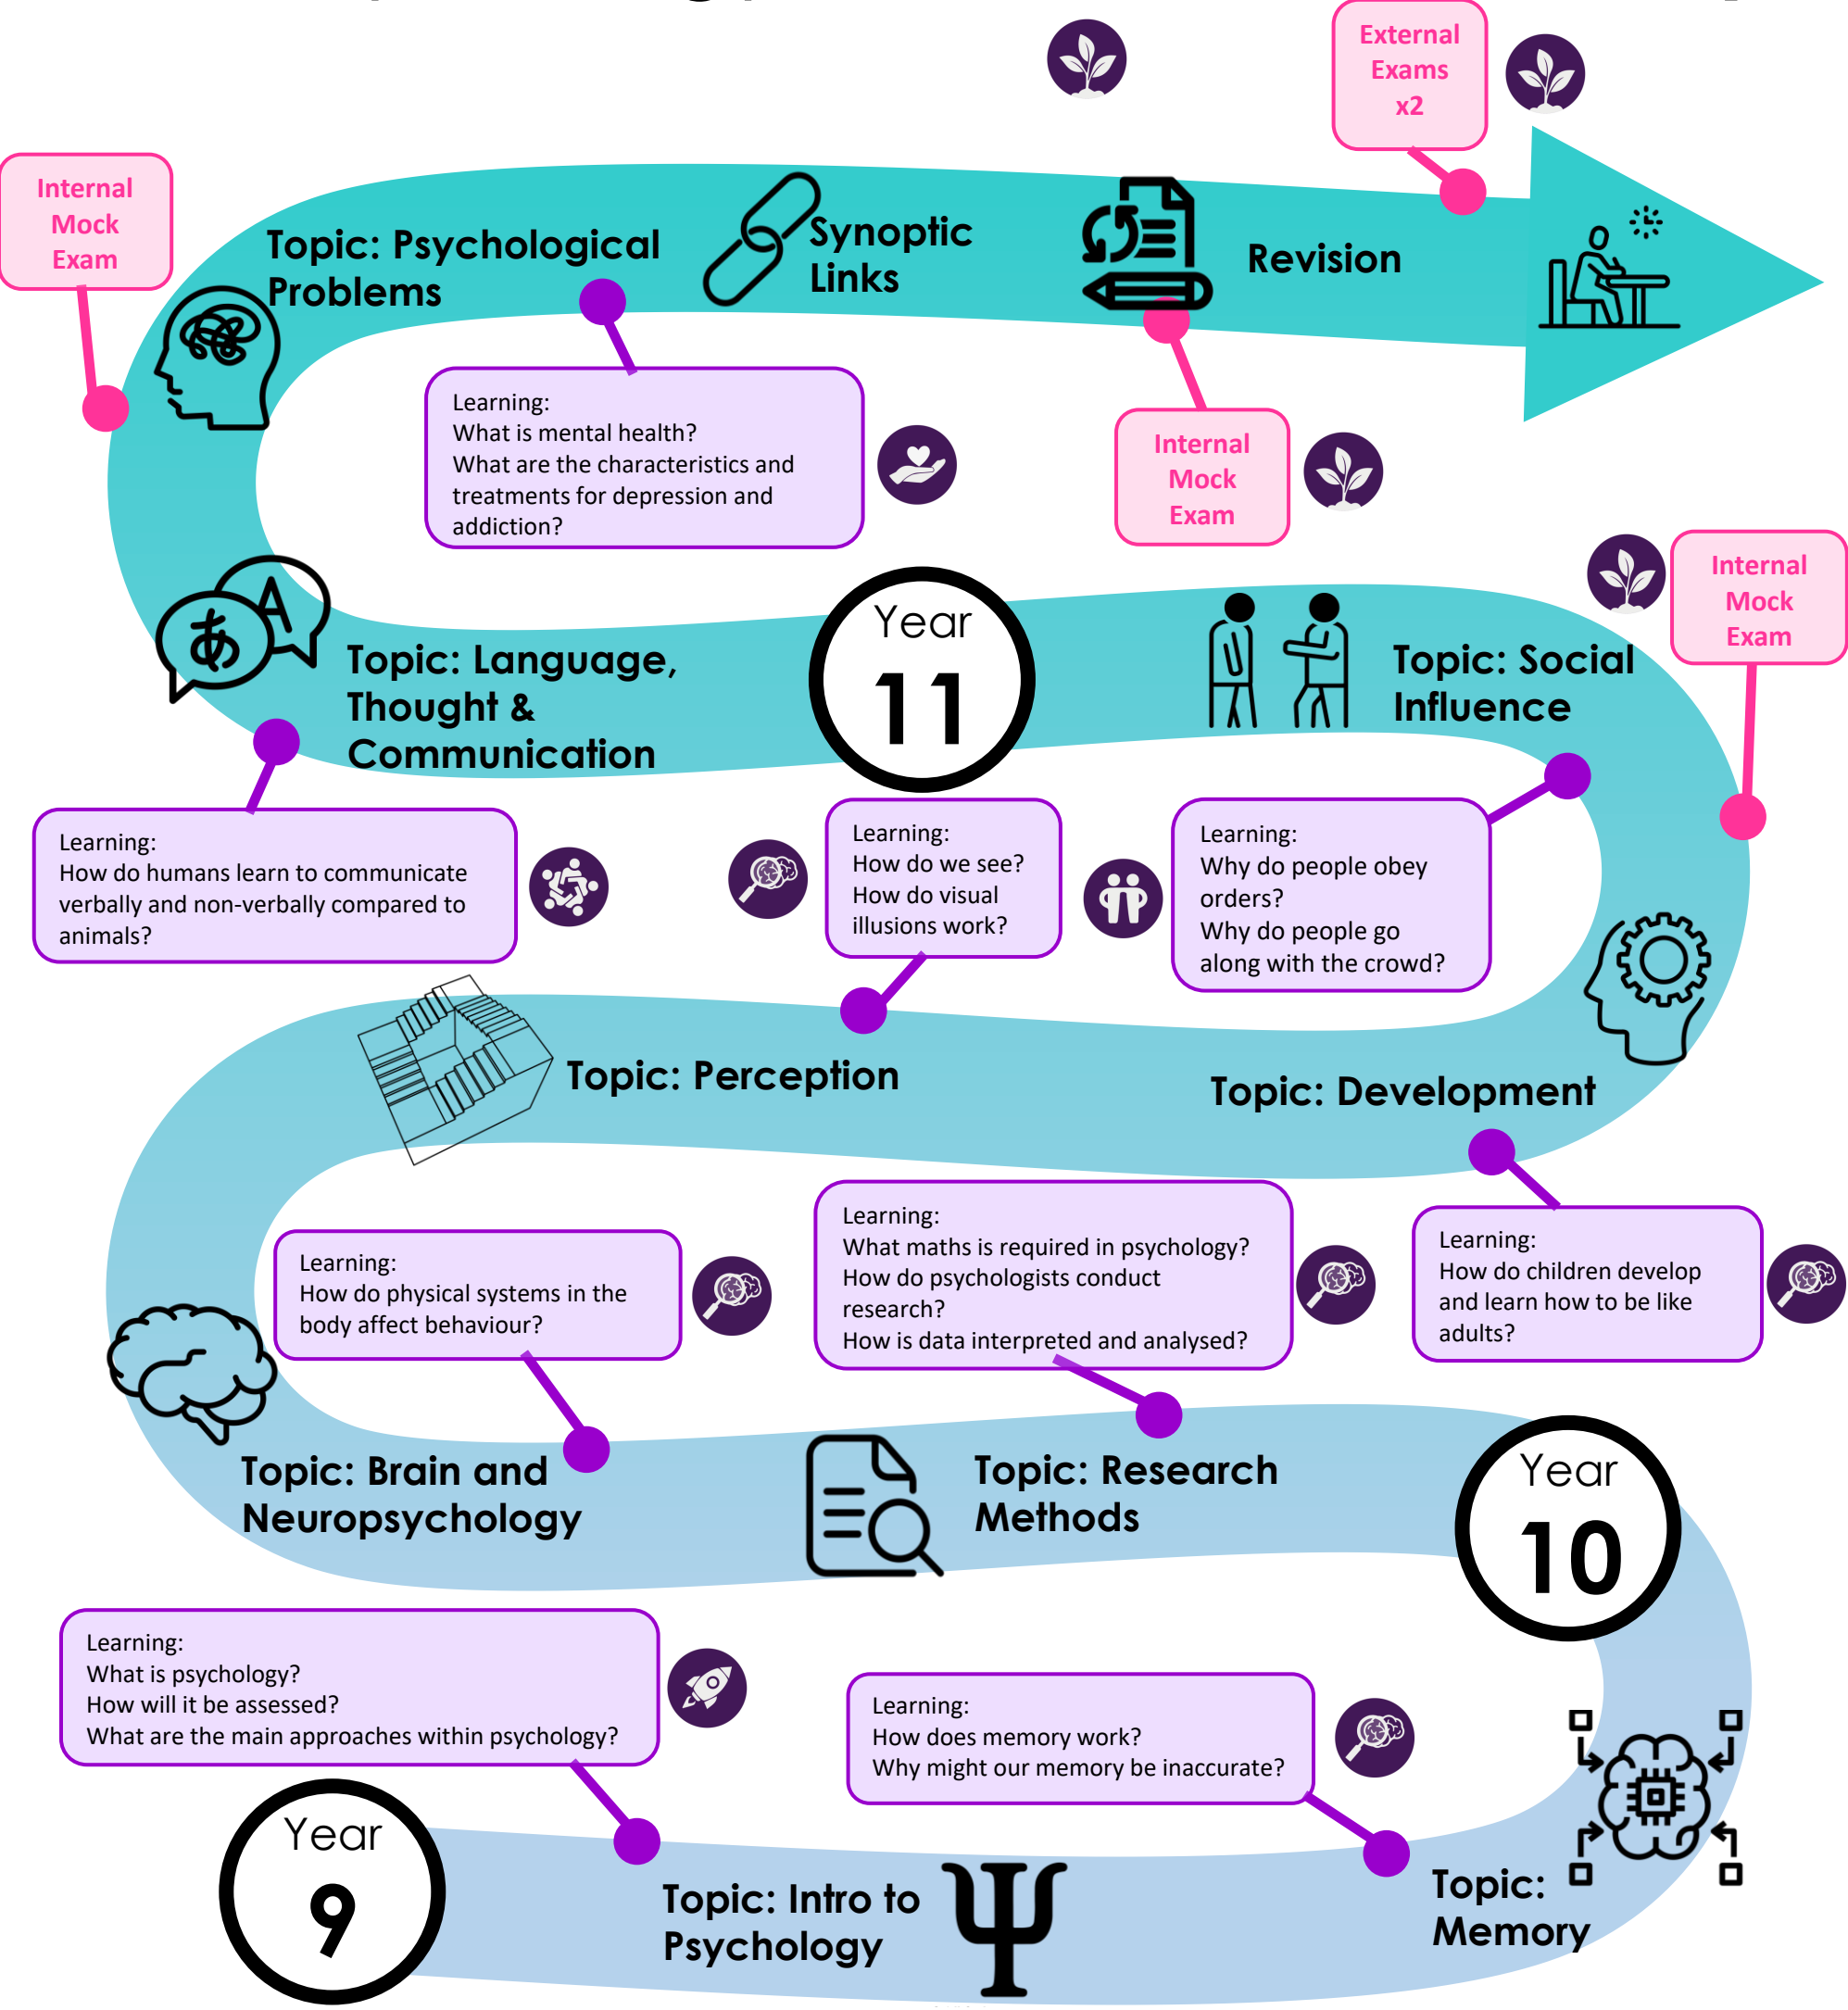 External
Exams
x2
Internal
Mock
Exam
Topic: Psychological
Problems
Synoptic
Links
Revision
Learning:
What is mental health?
What are the characteristics and
treatments for depression and
addiction?
Internal
Mock
Exam
Internal
Mock
Exam
あ
A
Topic: Language,
Thought &
Communication
Year
11
Topic: Social
Influence
Learning:
How do humans learn to communicate
verbally and non-verbally compared to
animals?
Learning:
How do we see?
How do visual
illusions work?
Learning:
Why do people obey
orders?
Why do people go
along with the crowd?
Topic: Perception
Topic: Development
Learning:
How do physical systems in the
body affect behaviour?
Learning:
What maths is required in psychology?
How do psychologists conduct
research?
How is data interpreted and analysed?
Learning:
How do children develop
and learn how to be like
adults?
Topic: Brain and
Neuropsychology
Topic: Research
Methods
Year
10
Learning:
What is psychology?
How will it be assessed?
What are the main approaches within psychology?
Learning:
How does memory work?
Why might our memory be inaccurate?
Year
9
Topic: Intro to
Psychology
Ψ
Topic:
Memory